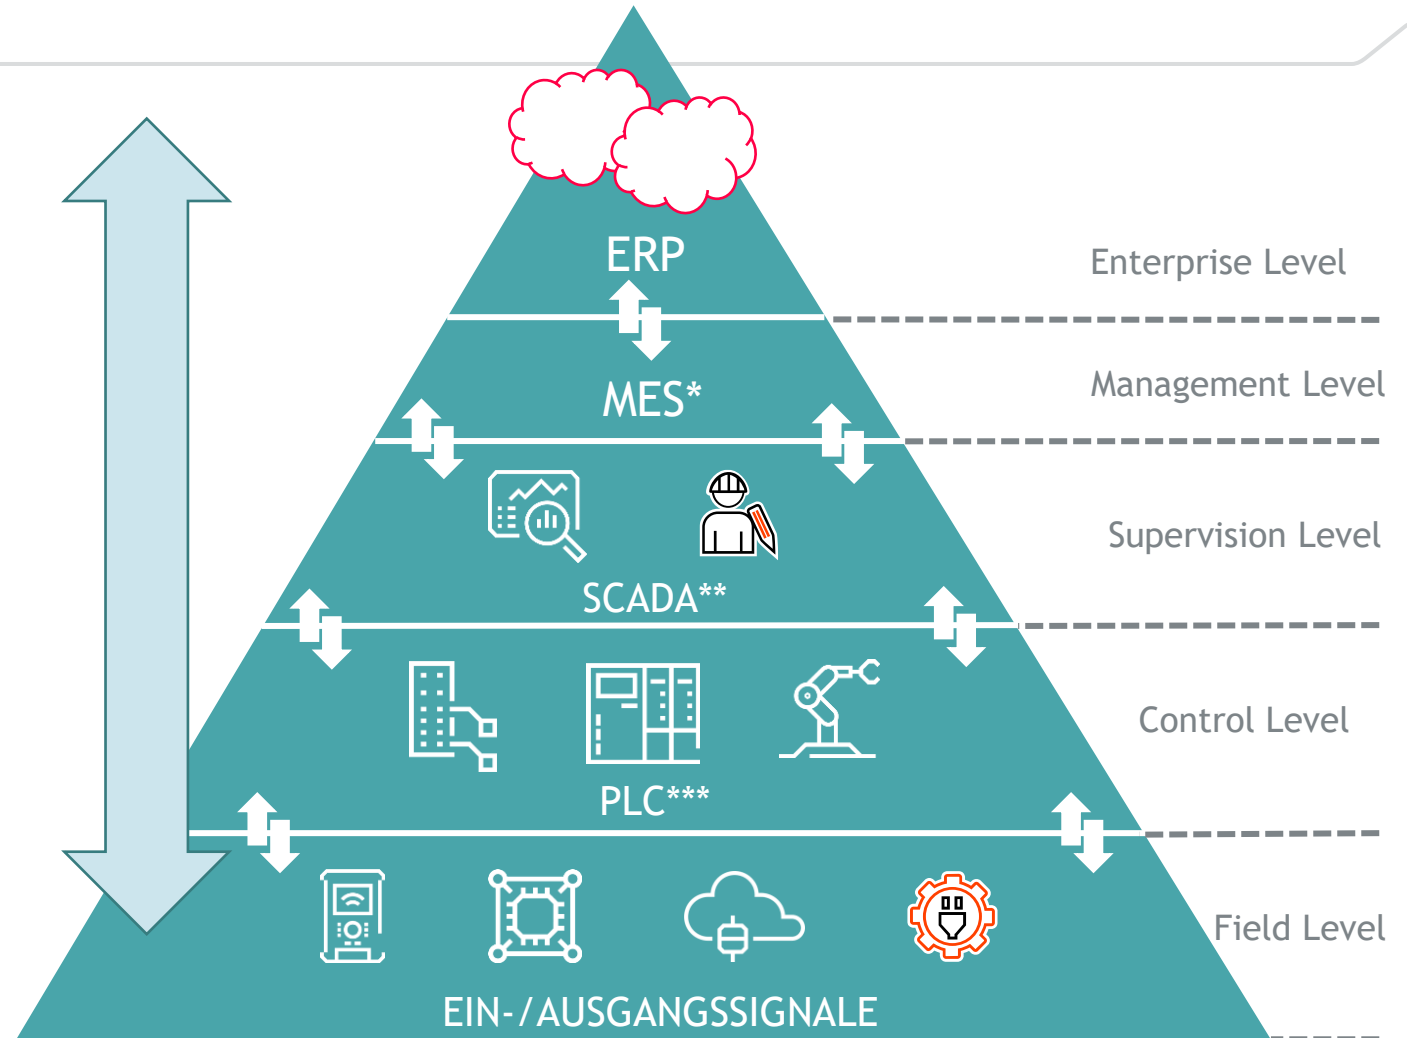 ERP
Enterprise Level
MES*
Management Level
Supervision Level
SCADA**
Control Level
PLC***
Field Level
EIN-/AUSGANGSSIGNALE